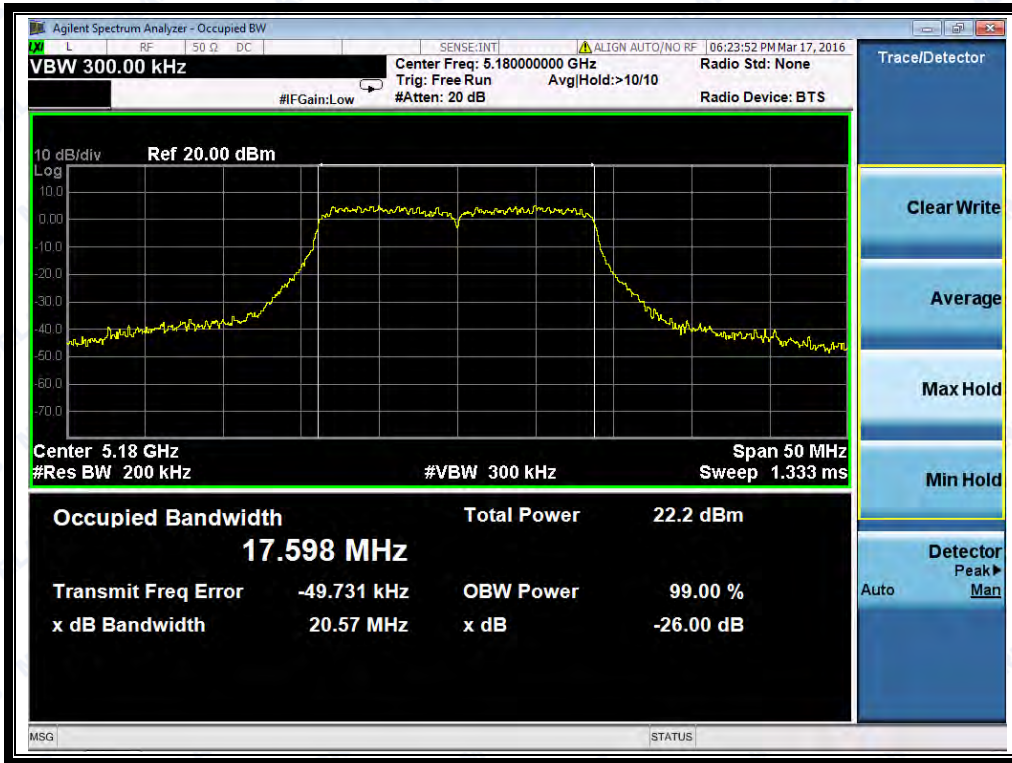 Agilent Spectrum Analyzer - Occupied BW
LXI L RF 50 Ω DC SENSE:INT ALIGN AUTO/NO RF 06:23:52 PM Mar 17, 2016
VBW 300.00 kHz
Center Freq: 5.180000000 GHz
Radio Std: None
Trig: Free Run
Avg|Hold:>10/10
#IFGain:Low
#Atten: 20 dB
Radio Device: BTS
10 dB/div Ref 20.00 dBm
Log
10.0
0.00
-10.0
-20.0
-30.0
-40.0
-50.0
-60.0
-70.0
Center 5.18 GHz
Span 50 MHz
#Res BW 200 kHz
#VBW 300 kHz
Sweep 1.333 ms
Occupied Bandwidth
17.598 MHz
Total Power 22.2 dBm
Transmit Freq Error -49.731 kHz
OBW Power 99.00 %
x dB Bandwidth 20.57 MHz
x dB -26.00 dB
MSG
STATUS
Trace/Detector
Clear Write
Average
Max Hold
Min Hold
Detector
Peak▶
Auto Man